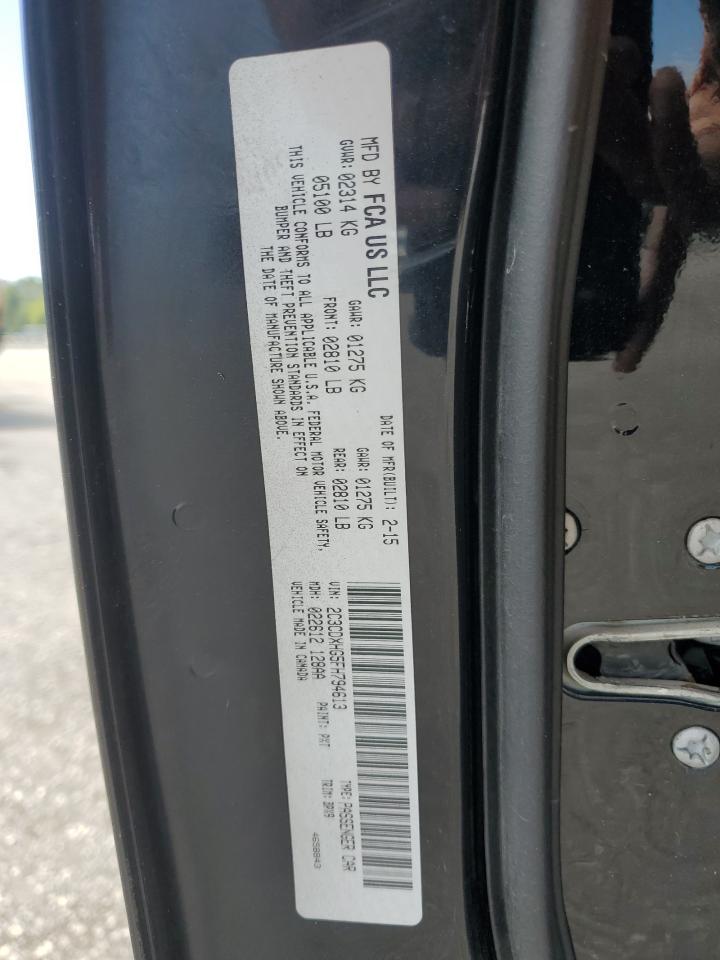 MFD BY FCA US LLC
DATE OF MFR(BUILT): 2-15
GVWR: 02314 KG GAWR: 01275 KG GAWR: 01275 KG
05100 LB FRONT: 02810 LB REAR: 02810 LB
THIS VEHICLE CONFORMS TO ALL APPLICABLE U.S.A. FEDERAL MOTOR VEHICLE SAFETY,
BUMPER AND THEFT PREVENTION STANDARDS IN EFFECT ON
THE DATE OF MANUFACTURE SHOWN ABOVE.
VIN: 2C3CDXHG5FH794613 TYPE: PASSENGER CAR
MDH: 022612 128AA PAINT: TRIM:
VEHICLE MADE IN CANADA 4658843